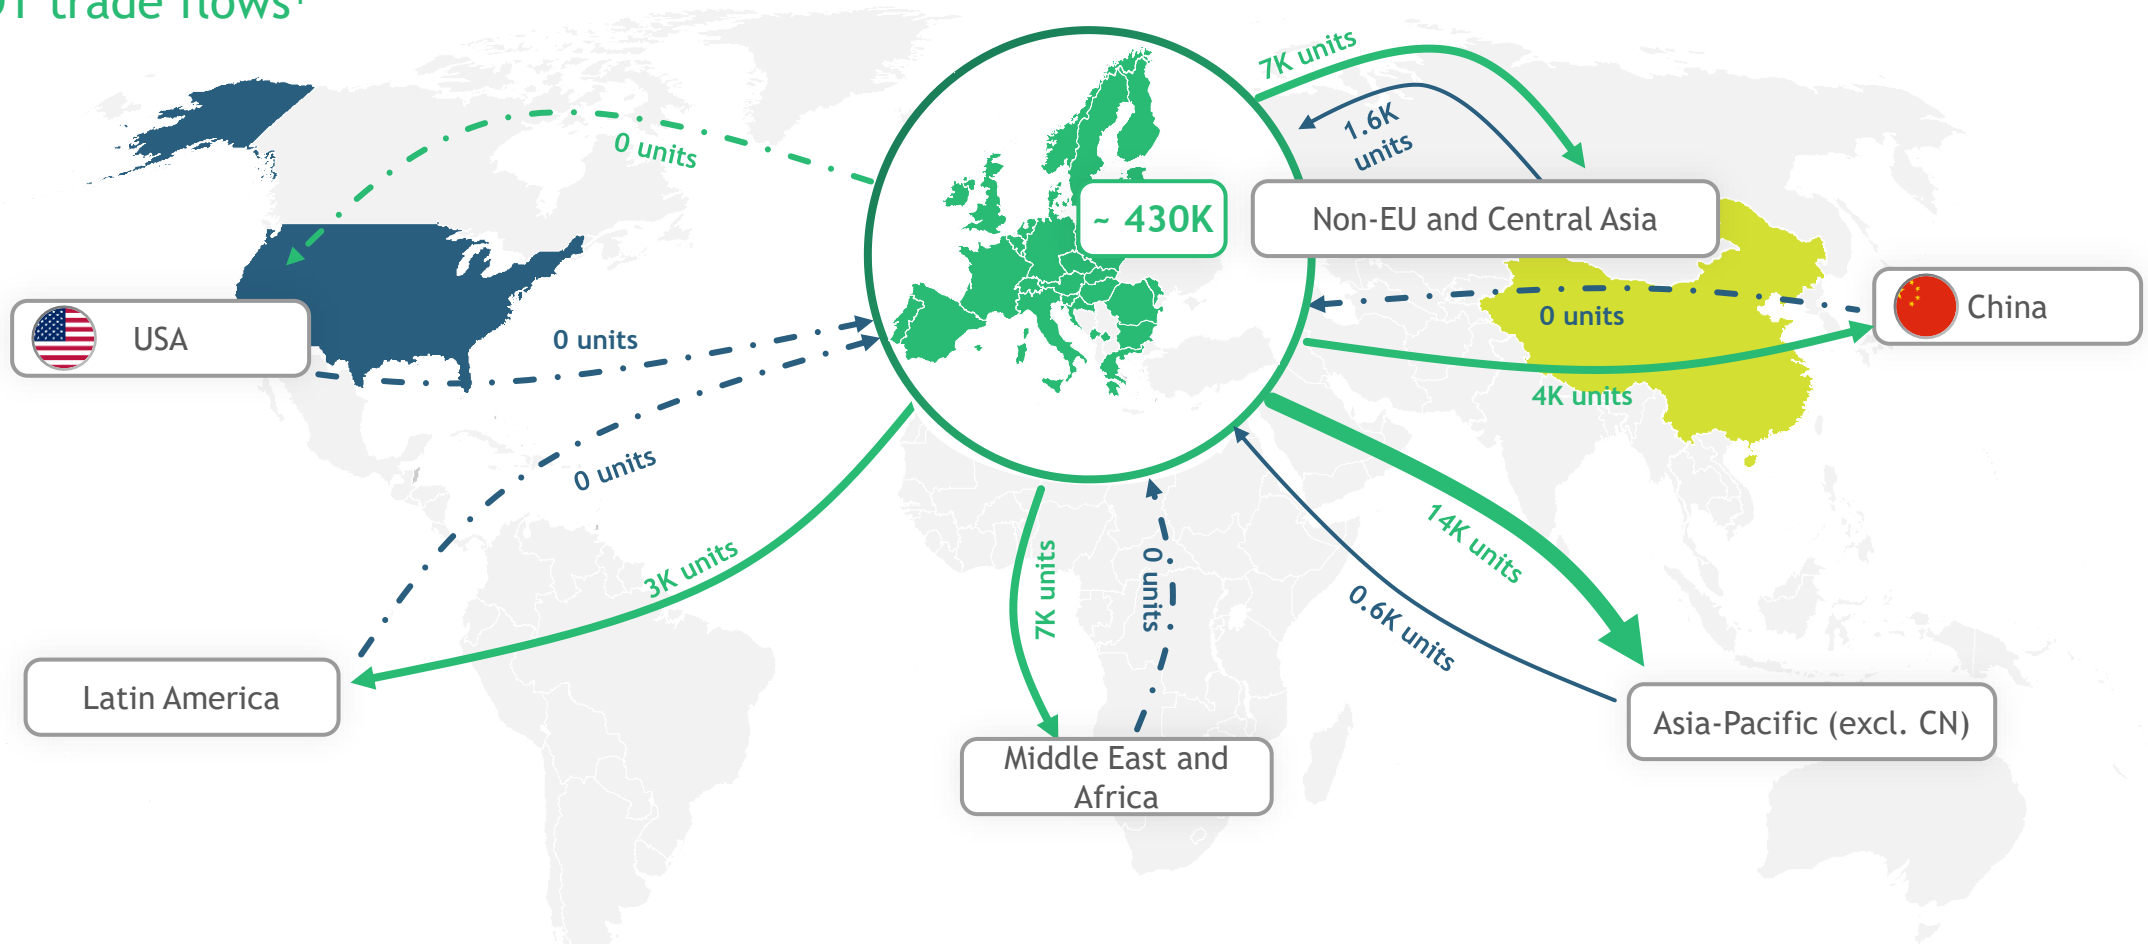 trade flows¹
7K units
1.6K
units
0 units
~ 430K
Non-EU and Central Asia
China
0 units
USA
0 units
4K units
0 units
14K units
3K units
7K units
0 units
0.6K units
Latin America
Asia-Pacific (excl. CN)
Middle East and
Africa